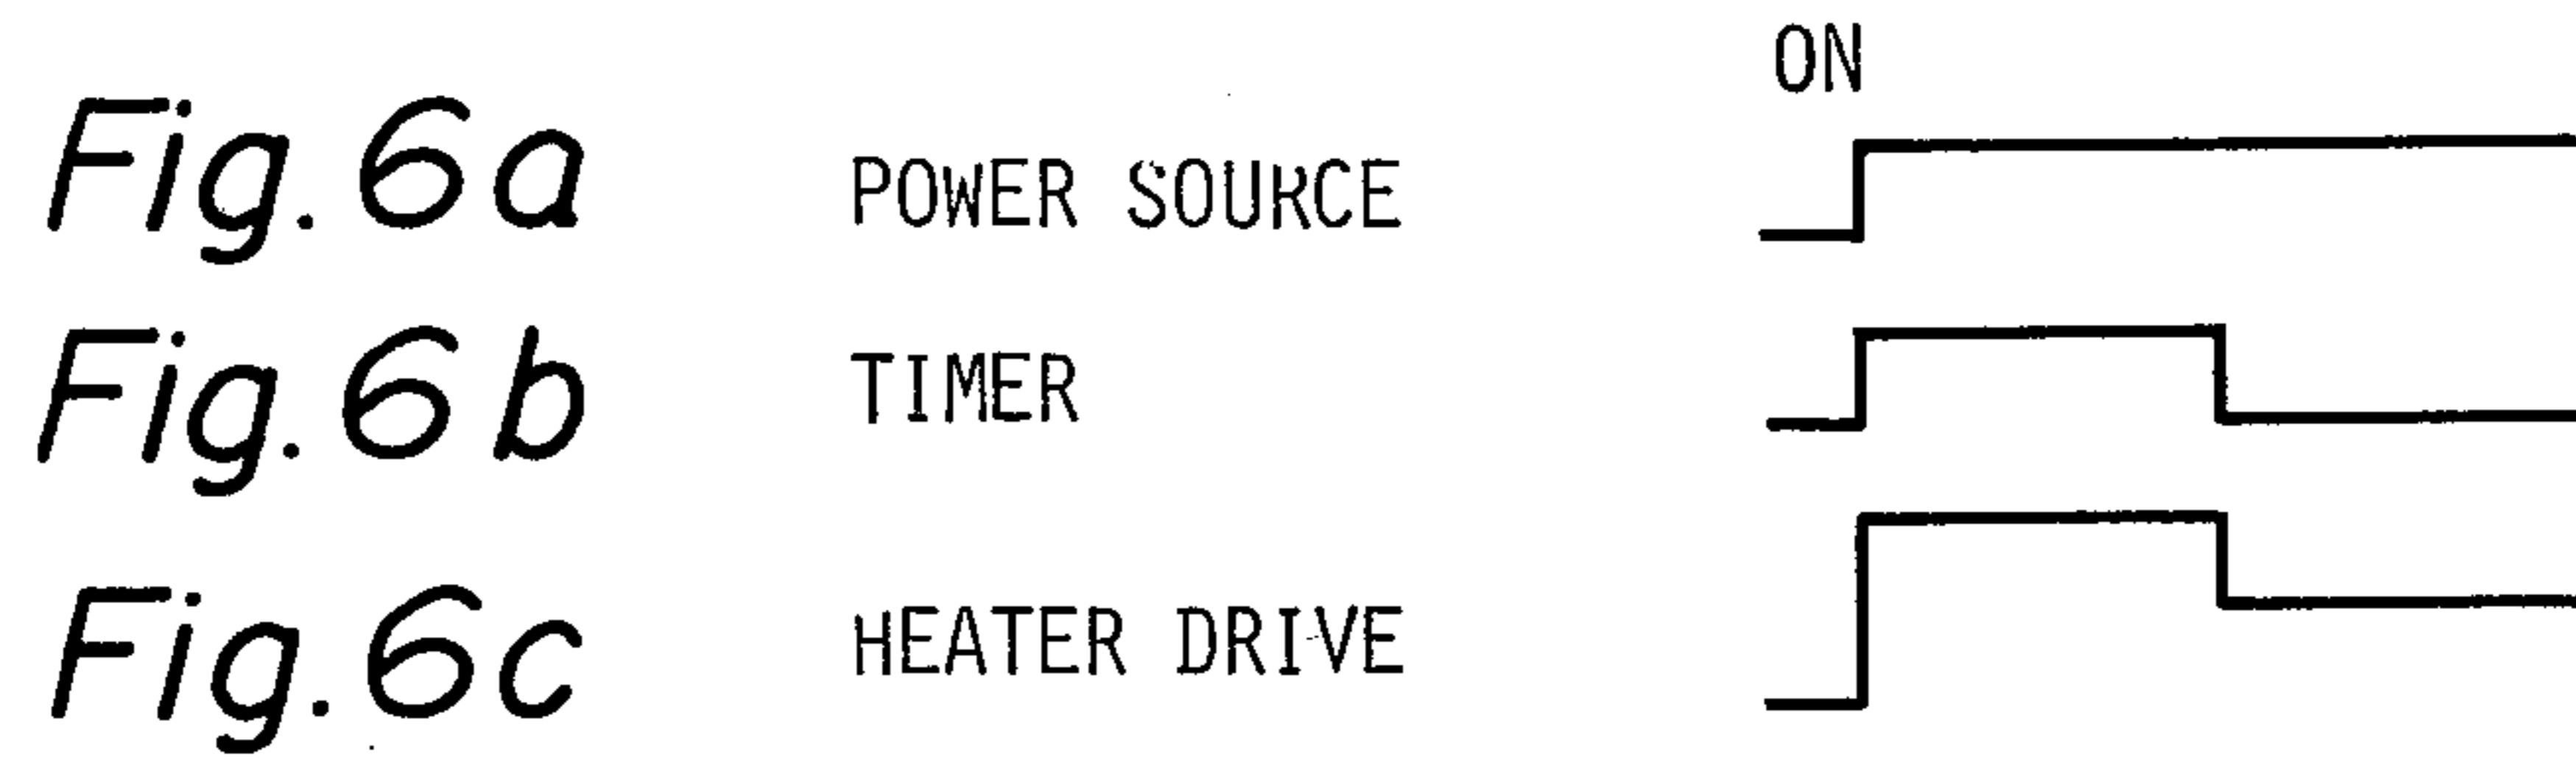 ON
Fig. 6a POWER SOURCE
Fig. 6b TIMER
Fig. 6c HEATER DRIVE